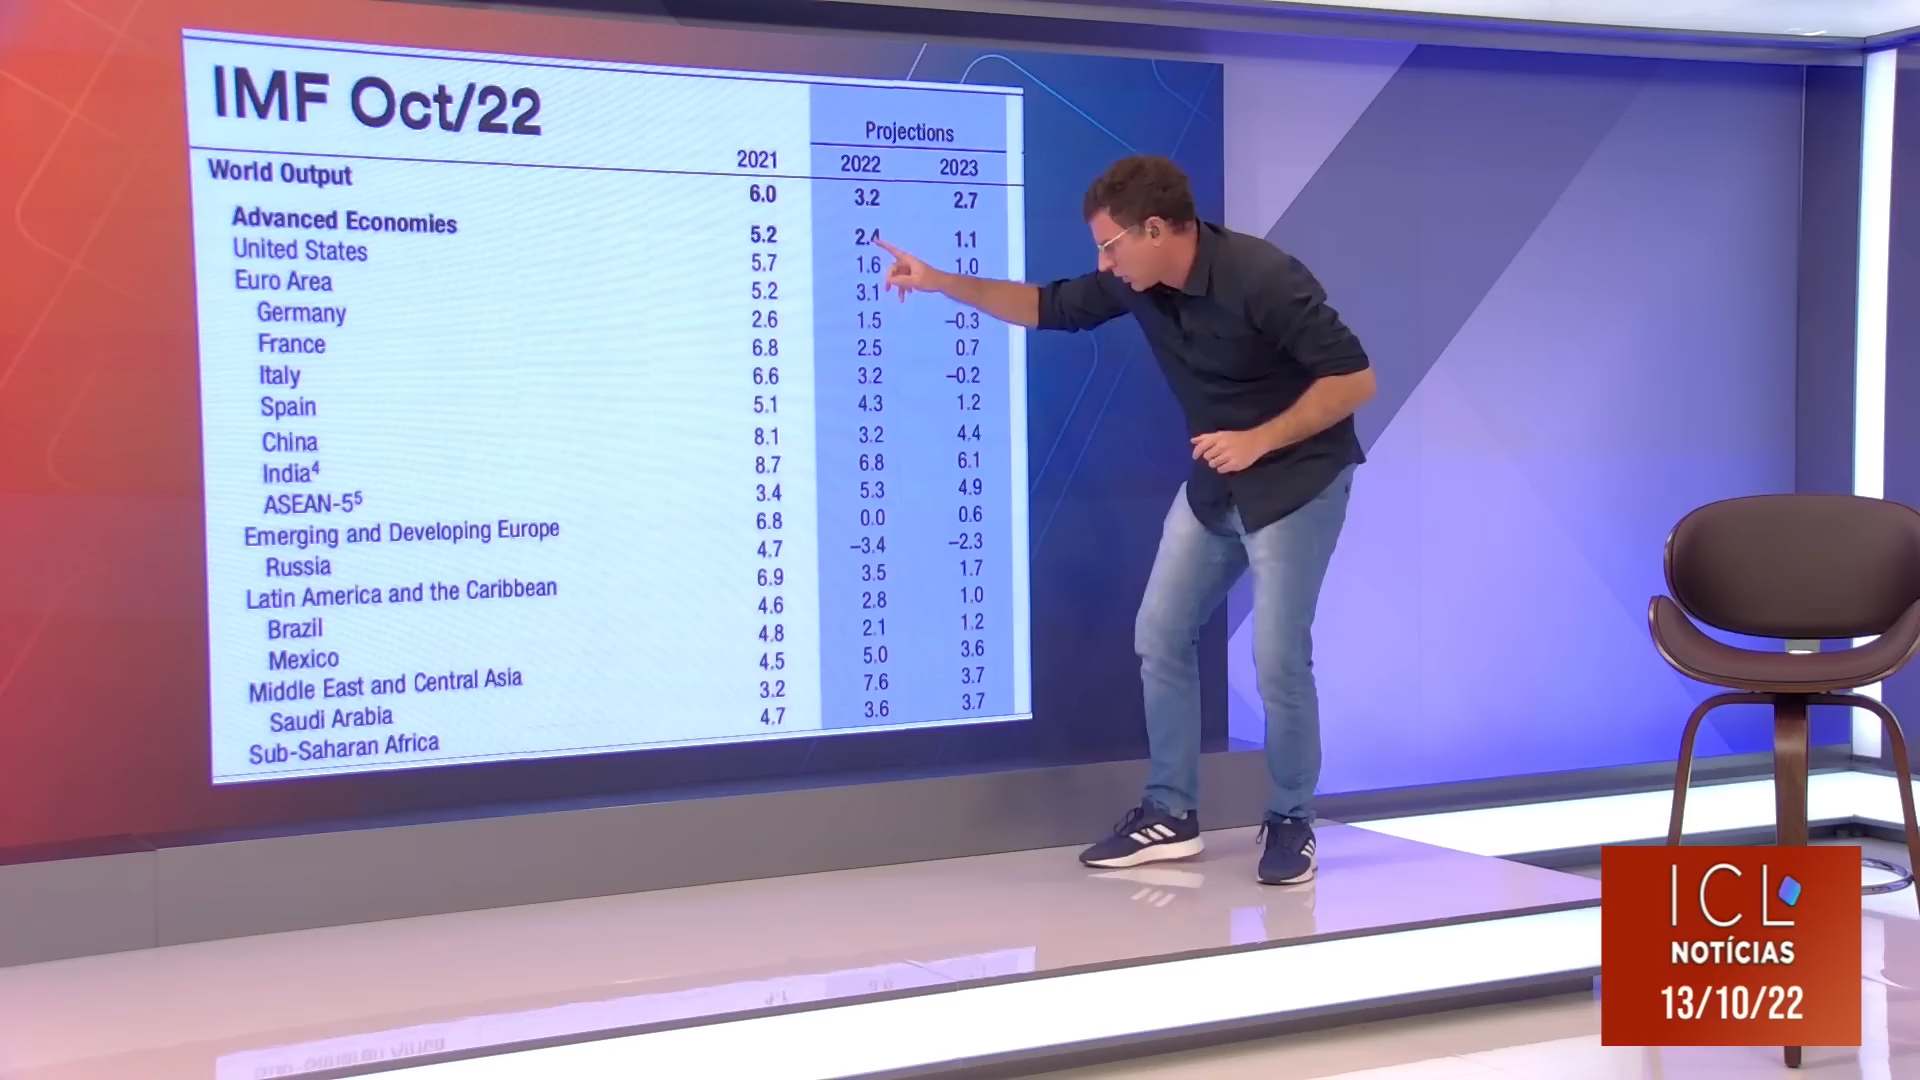 IMF Oct/22
Projections
2021 2022 2023
World Output 6.0 3.2 2.7
Advanced Economies 5.2 2.4 1.1
United States 5.7 1.6 1.0
Euro Area 5.2 3.1
Germany 2.6 1.5 –0.3
France 6.8 2.5 0.7
Italy 6.6 3.2 –0.2
Spain 5.1 4.3 1.2
China 8.1 3.2 4.4
India⁴ 8.7 6.8 6.1
ASEAN-5⁵ 3.4 5.3 4.9
Emerging and Developing Europe 6.8 0.0 0.6
Russia 4.7 –3.4 –2.3
Latin America and the Caribbean 6.9 3.5 1.7
Brazil 4.6 2.8 1.0
Mexico 4.8 2.1 1.2
Middle East and Central Asia 4.5 5.0 3.6
Saudi Arabia 3.2 7.6 3.7
Sub-Saharan Africa 4.7 3.6 3.7
ICL
NOTÍCIAS
13/10/22